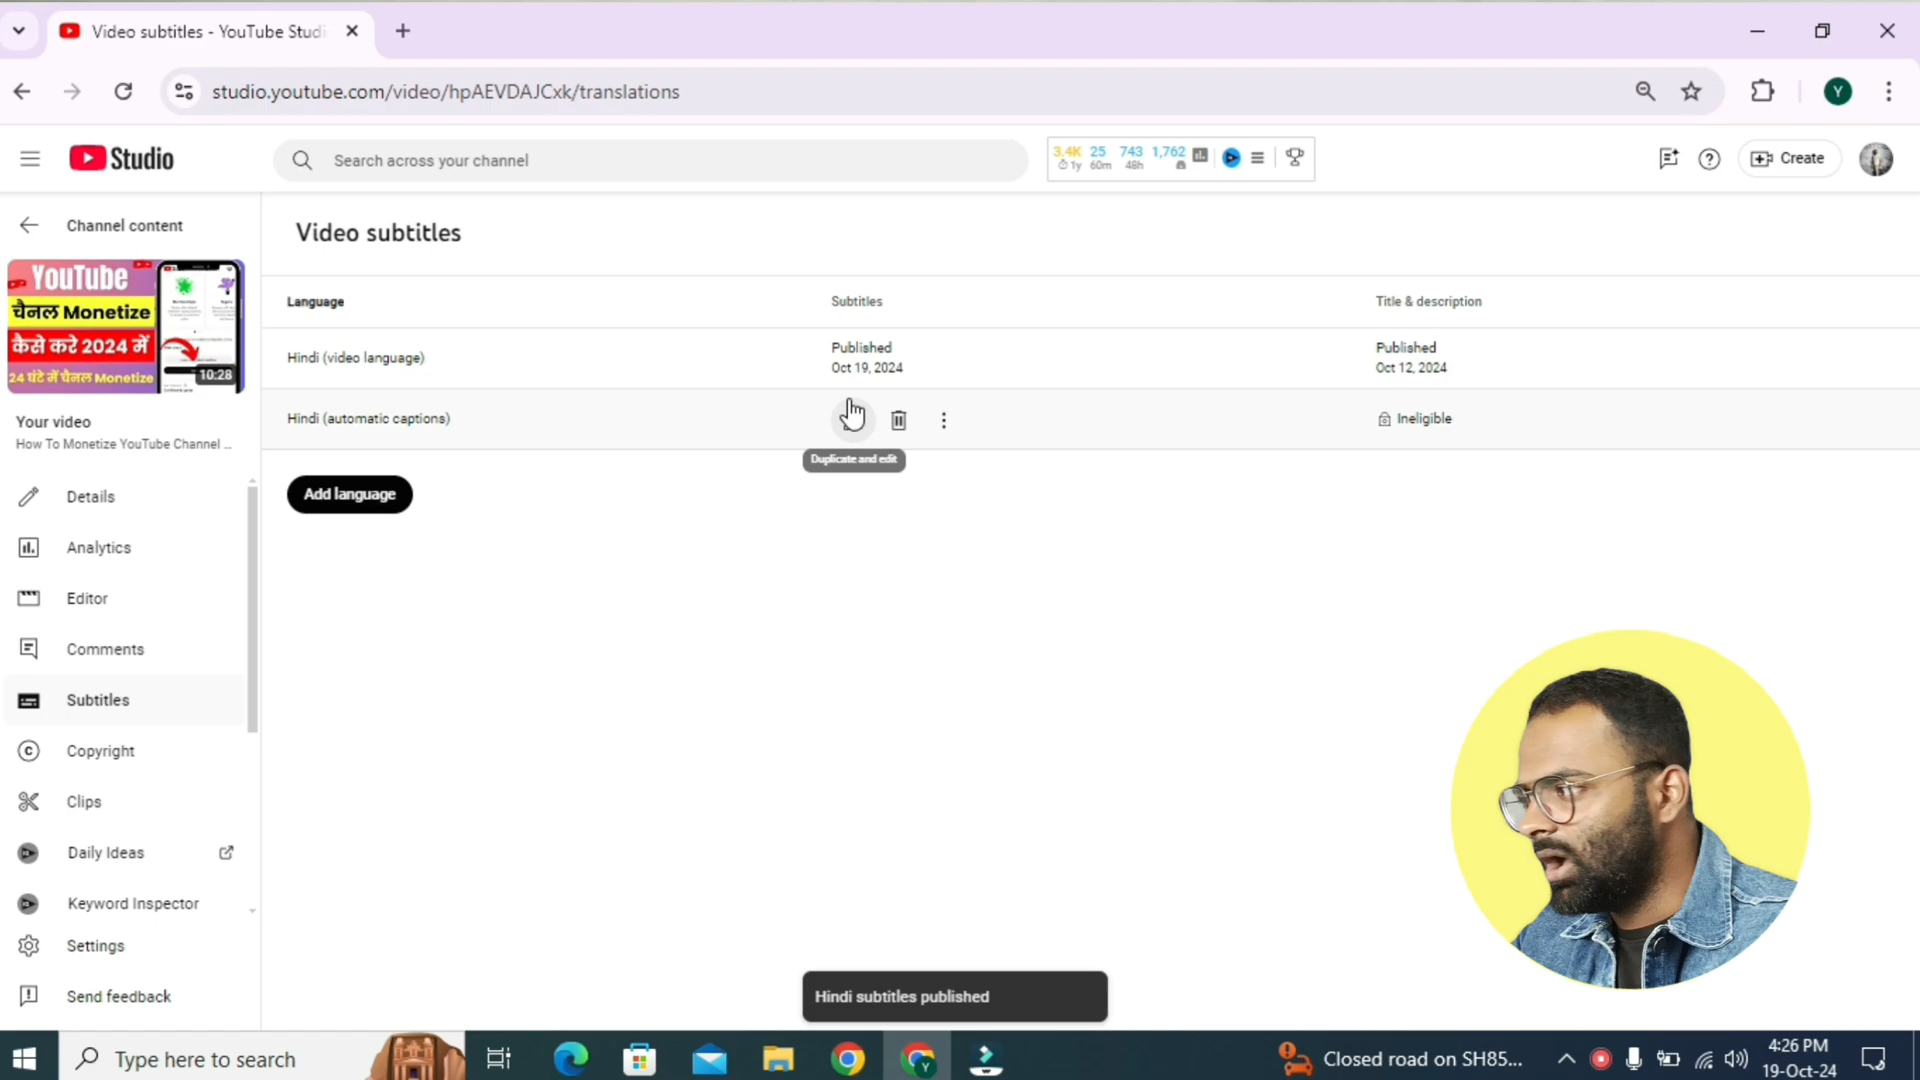 Video subtitles - YouTube Studi
studio.youtube.com/video/hpAEVDAJCxk/translations
Y
Studio
Search across your channel
3.4K 25 743 1,762
1y 60m 48h
Create
Channel content
Video subtitles
YouTube
चैनल Monetize
कैसे करे 2024 में
24 घंटे में चैनल Monetize
10:28
Language Subtitles Title & description
Hindi (video language) Published Oct 19, 2024 Published Oct 12, 2024
Hindi (automatic captions) Ineligible
Duplicate and edit
Add language
Your video
How To Monetize YouTube Channel ...
Details
Analytics
Editor
Comments
Subtitles
Copyright
Clips
Daily Ideas
Keyword Inspector
Settings
Send feedback
Hindi subtitles published
Type here to search
Closed road on SH85...
4:26 PM
19-Oct-24